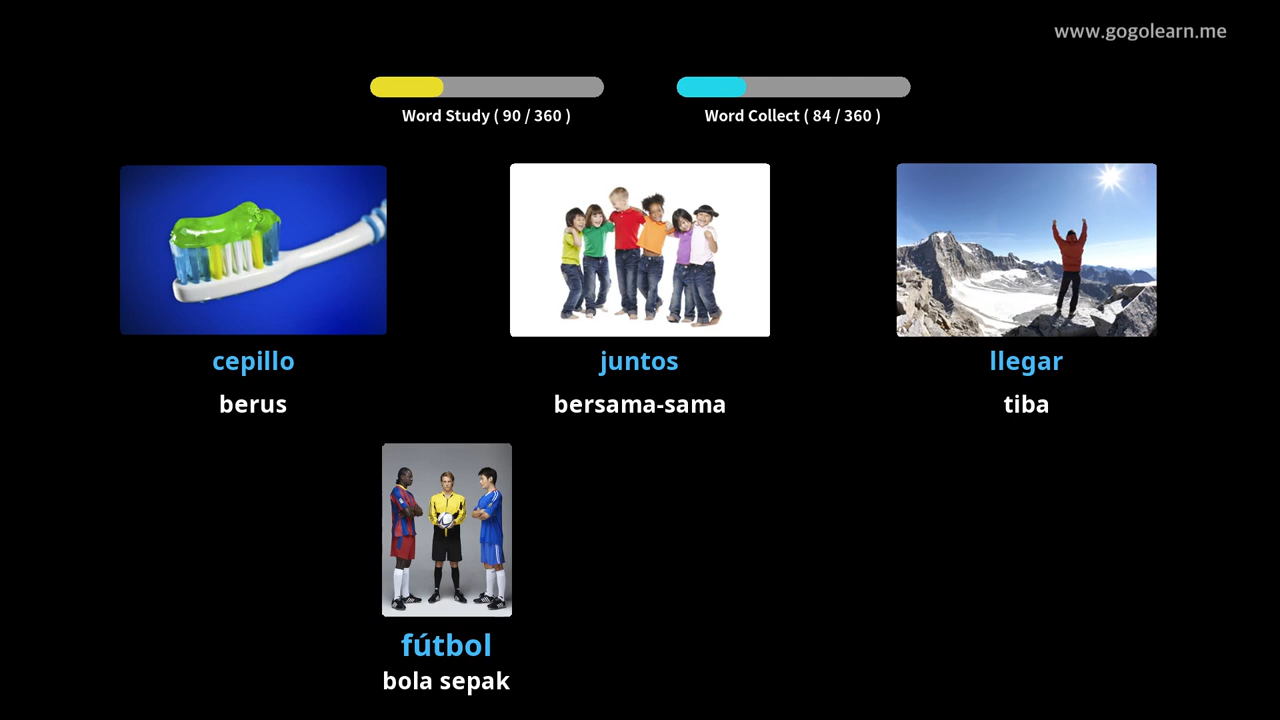 www.gogolearn.me
Word Study ( 90 / 360 )
Word Collect ( 84 / 360 )
cepillo
berus
juntos
bersama-sama
llegar
tiba
fútbol
bola sepak